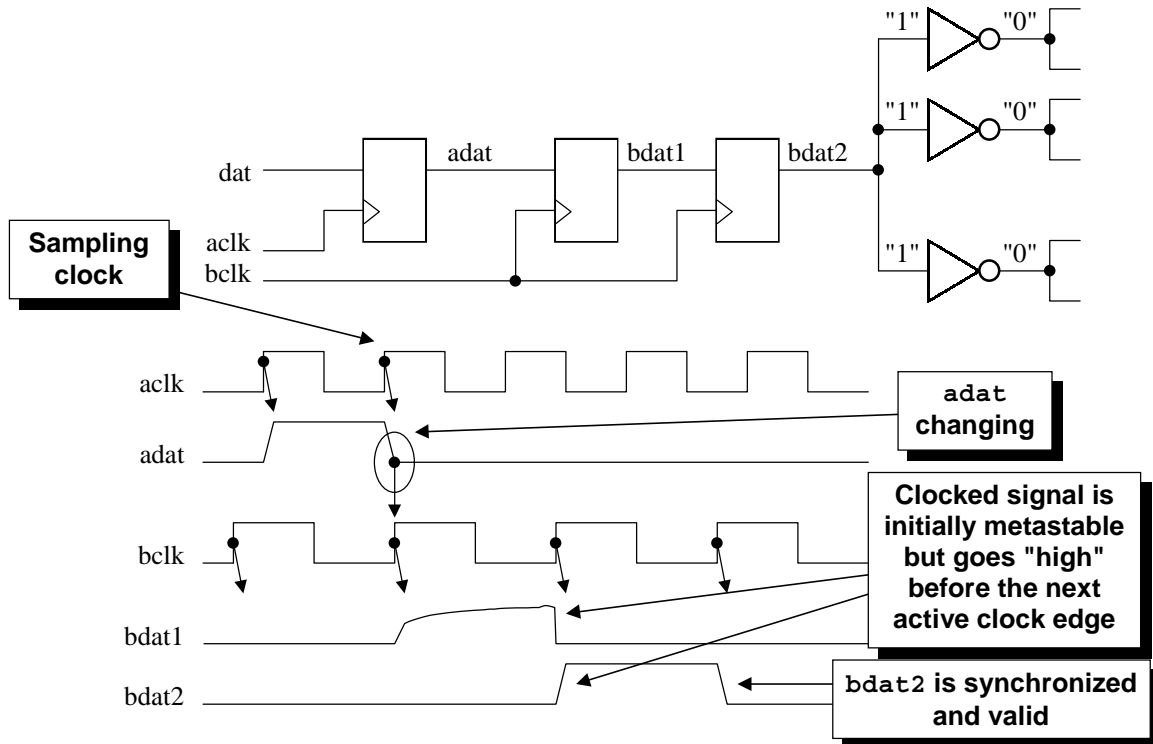 "1" "0"
"1" "0"
adat bdat1 bdat2
dat
"1" "0"
aclk
bclk
Sampling
clock
aclk
adat
changing
adat
Clocked signal is
initially metastable
but goes "high"
before the next
active clock edge
bclk
bdat1
bdat2 is synchronized
and valid
bdat2